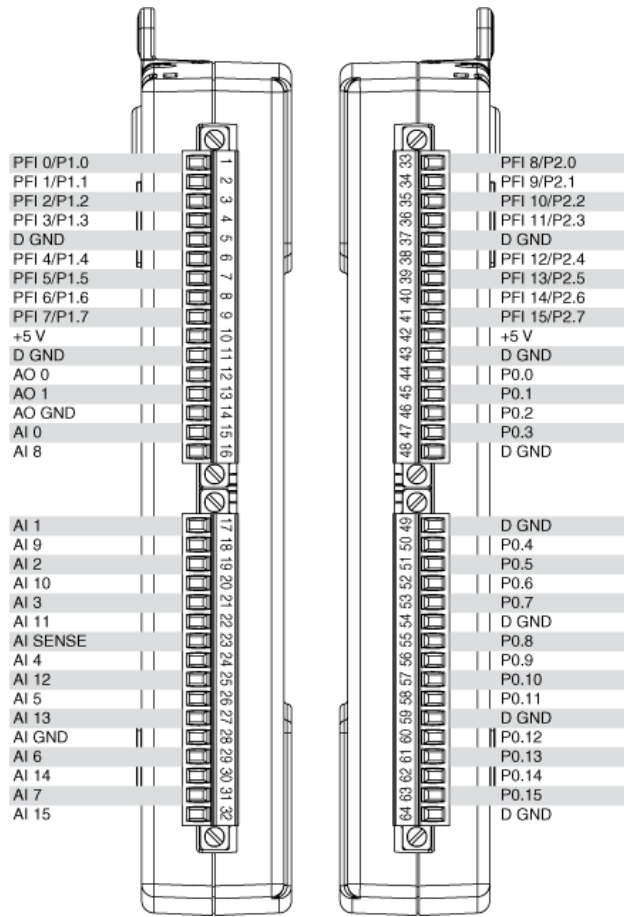 PFI 0/P1.0 1
PFI 1/P1.1 2
PFI 2/P1.2 3
PFI 3/P1.3 4
D GND 5
PFI 4/P1.4 6
PFI 5/P1.5 7
PFI 6/P1.6 8
PFI 7/P1.7 9
+5 V 10
D GND 11
AO 0 12
AO 1 13
AO GND 14
AI 0 15
AI 8 16
AI 1 17
AI 9 18
AI 2 19
AI 10 20
AI 3 21
AI 11 22
AI SENSE 23
AI 4 24
AI 12 25
AI 5 26
AI 13 27
AI GND 28
AI 6 29
AI 14 30
AI 7 31
AI 15 32
33 PFI 8/P2.0
34 PFI 9/P2.1
35 PFI 10/P2.2
36 PFI 11/P2.3
37 D GND
38 PFI 12/P2.4
39 PFI 13/P2.5
40 PFI 14/P2.6
41 PFI 15/P2.7
42 +5 V
43 D GND
44 P0.0
45 P0.1
46 P0.2
47 P0.3
48 D GND
49 D GND
50 P0.4
51 P0.5
52 P0.6
53 P0.7
54 D GND
55 P0.8
56 P0.9
57 P0.10
58 P0.11
59 D GND
60 P0.12
61 P0.13
62 P0.14
63 P0.15
64 D GND